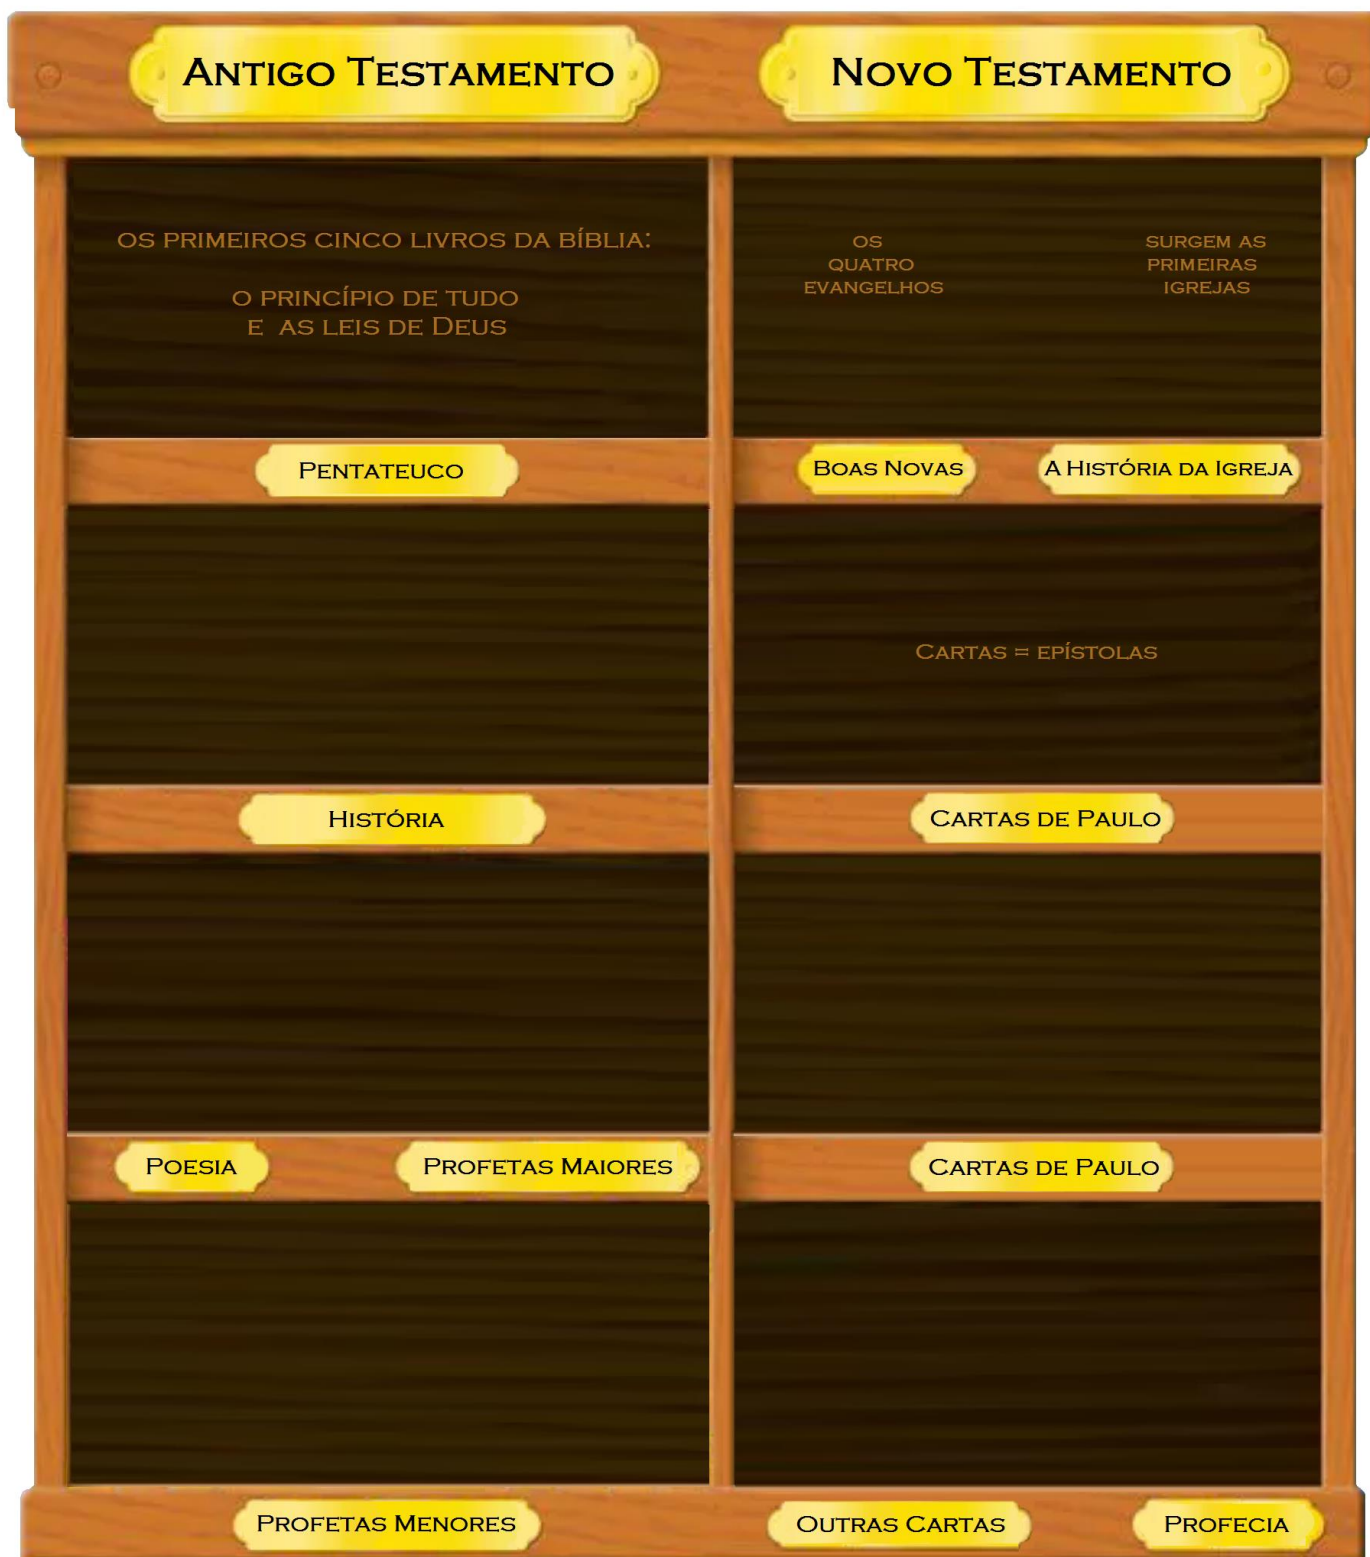 Antigo Testamento
Novo Testamento
os primeiros cinco livros da Bíblia:
o princípio de tudo
e as leis de Deus
os
quatro
evangelhos
surgem as
primeiras
igrejas
Pentateuco
Boas Novas
A História da Igreja
Cartas = epístolas
História
Cartas de Paulo
Poesia
Profetas Maiores
Cartas de Paulo
Profetas Menores
Outras Cartas
Profecia